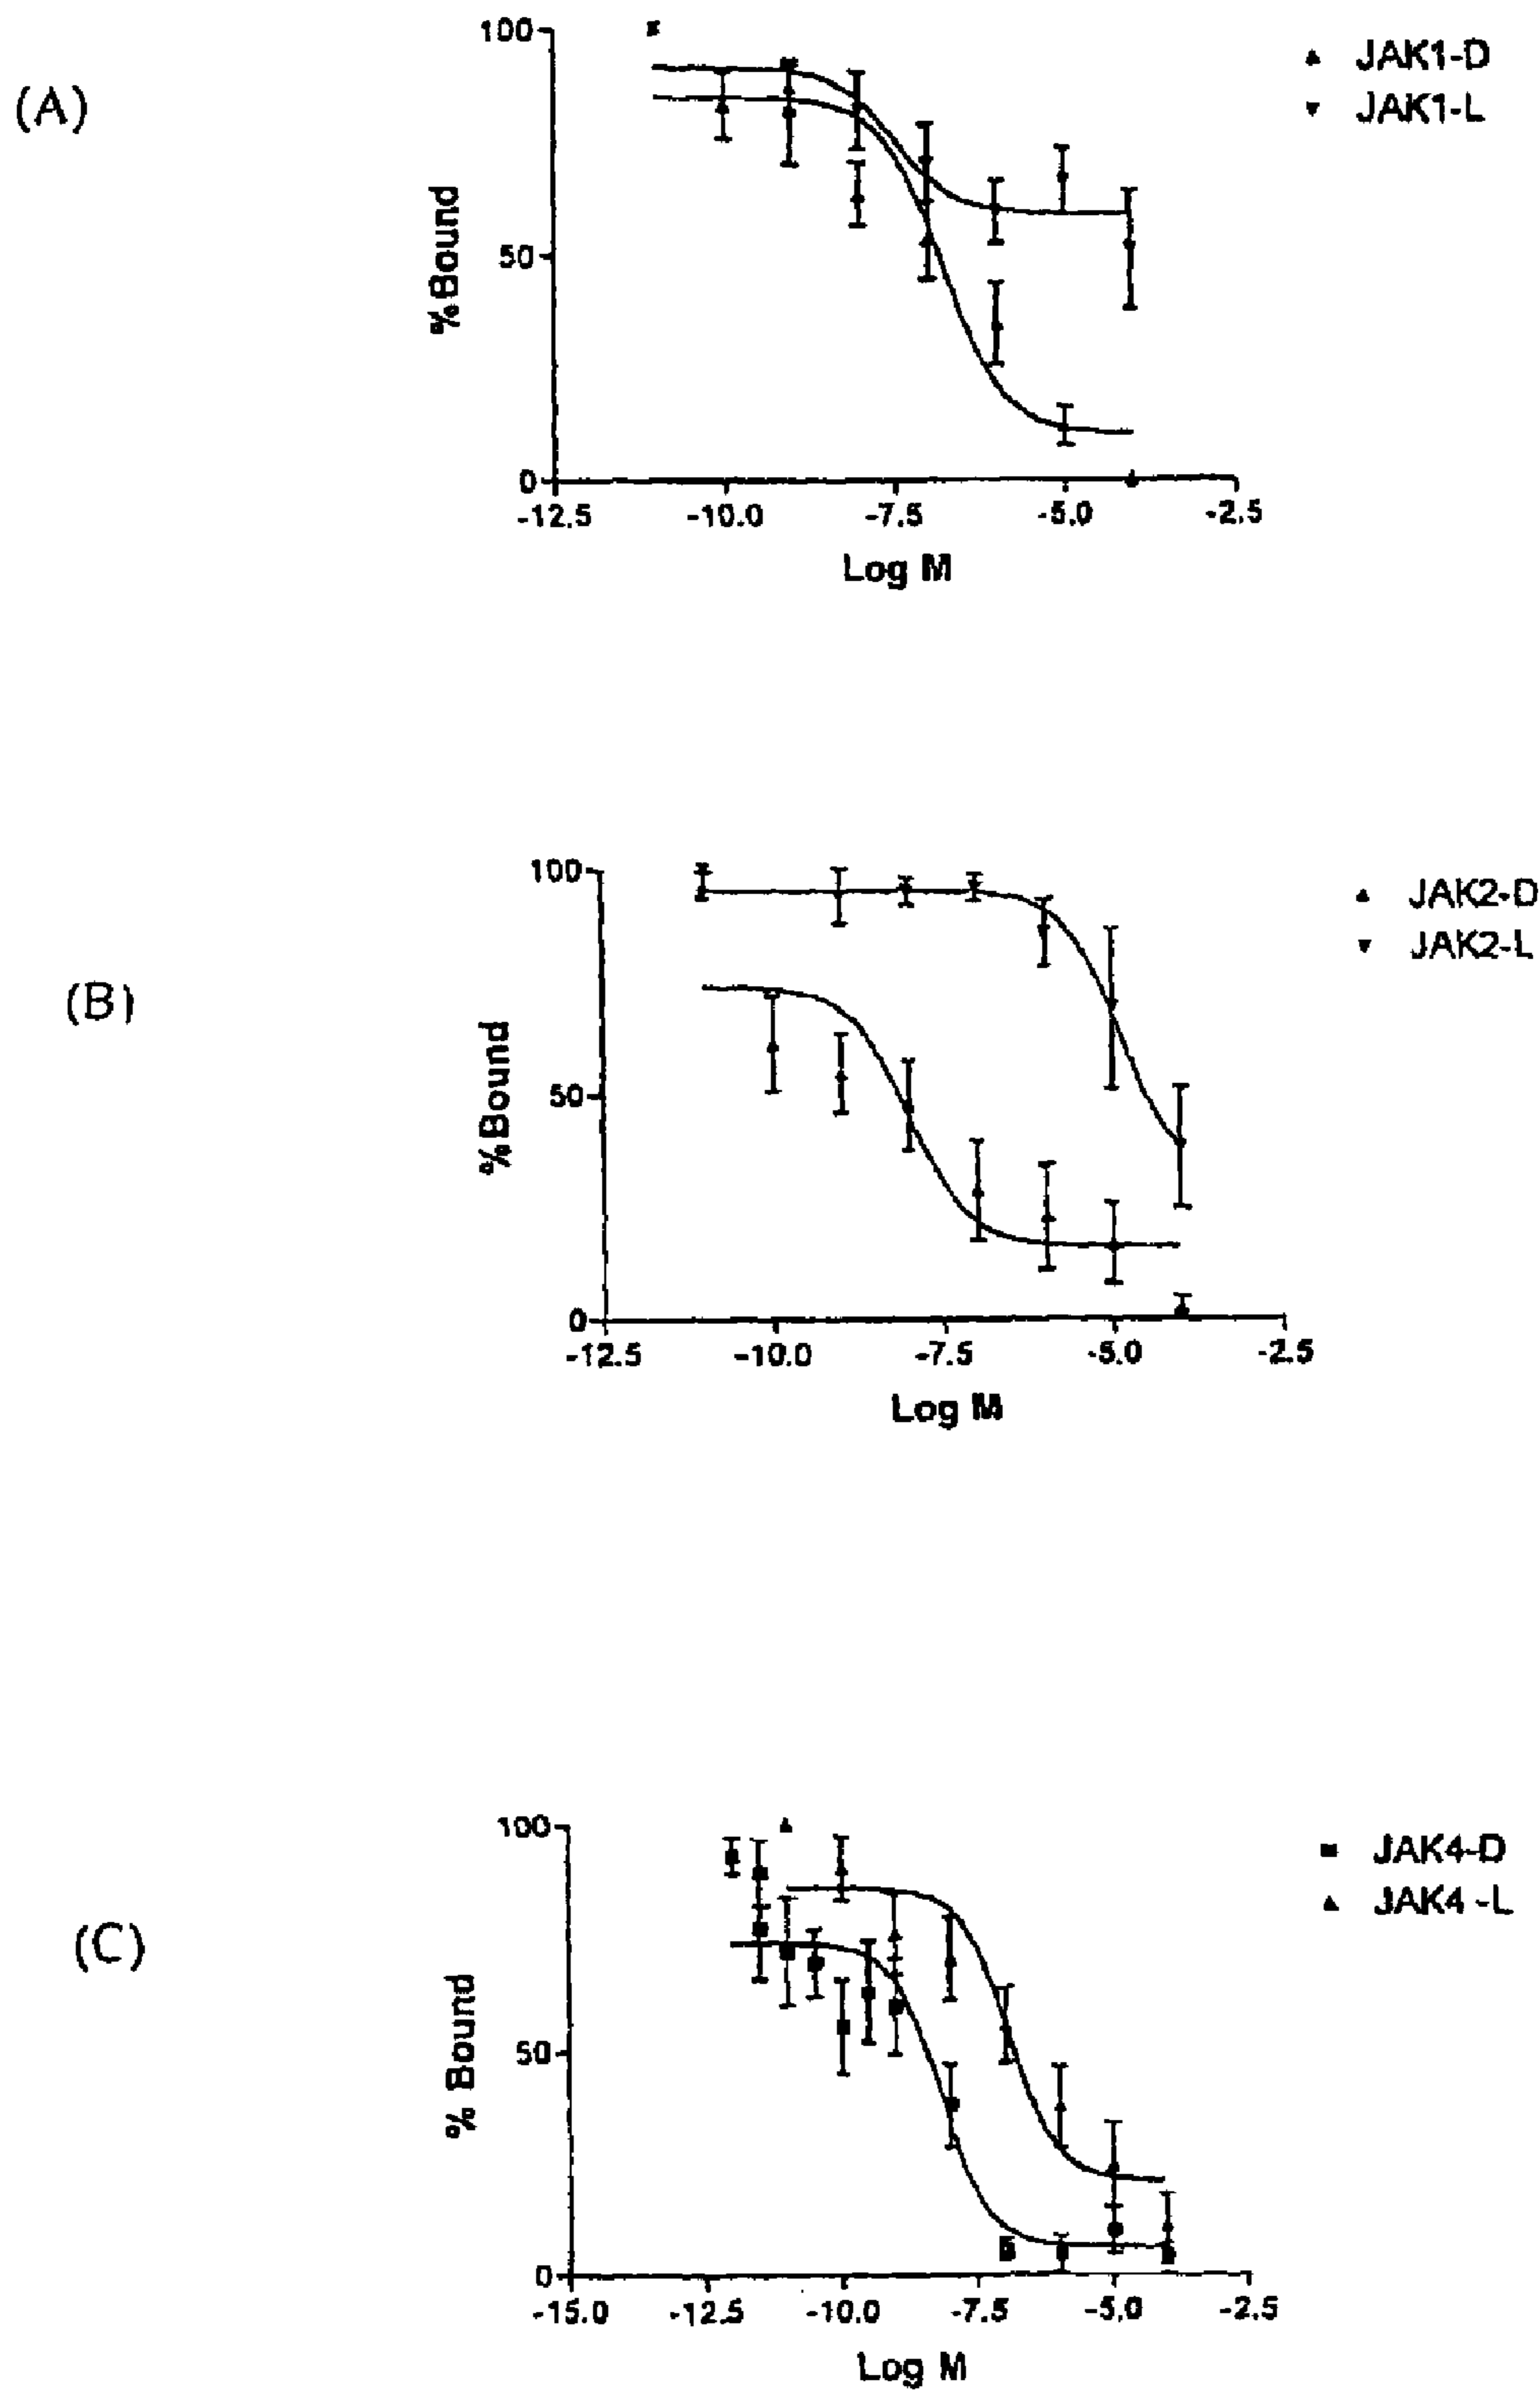 (A)
100
50
0
%Bound
-12.5 -10.0 -7.5 -5.0 -2.5
Log M
JAK1-D
JAK1-L
(B)
100
50
0
%Bound
-12.5 -10.0 -7.5 -5.0 -2.5
Log M
JAK2-D
JAK2-L
(C)
100
50
0
% Bound
-15.0 -12.5 -10.0 -7.5 -5.0 -2.5
Log M
JAK4-D
JAK4 -L